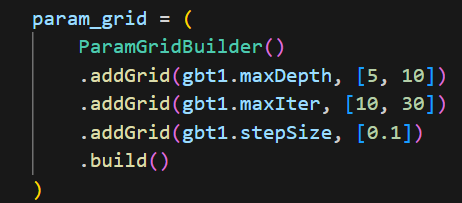 param_grid = (
    ParamGridBuilder()
    .addGrid(gbt1.maxDepth, [5, 10])
    .addGrid(gbt1.maxIter, [10, 30])
    .addGrid(gbt1.stepSize, [0.1])
    .build()
)